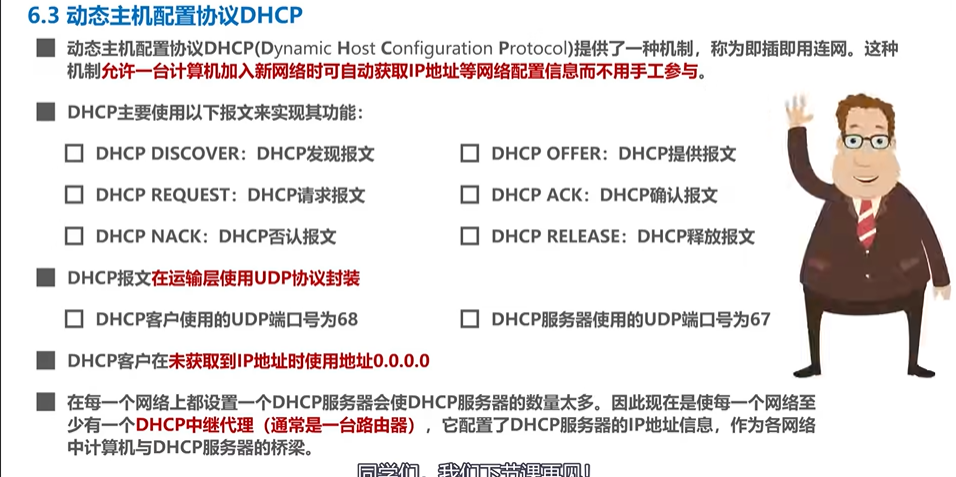 6.3 动态主机配置协议DHCP
动态主机配置协议DHCP(Dynamic Host Configuration Protocol)提供了一种机制，称为即插即用连网。这种
机制允许一台计算机加入新网络时可自动获取IP地址等网络配置信息而不用手工参与。
DHCP主要使用以下报文来实现其功能：
DHCP DISCOVER：DHCP发现报文
DHCP OFFER：DHCP提供报文
DHCP REQUEST：DHCP请求报文
DHCP ACK：DHCP确认报文
DHCP NACK：DHCP否认报文
DHCP RELEASE：DHCP释放报文
DHCP报文在运输层使用UDP协议封装
DHCP客户使用的UDP端口号为68
DHCP服务器使用的UDP端口号为67
DHCP客户在未获取到IP地址时使用地址0.0.0.0
在每一个网络上都设置一个DHCP服务器会使DHCP服务器的数量太多。因此现在是使每一个网络至
少有一个DHCP中继代理（通常是一台路由器），它配置了DHCP服务器的IP地址信息，作为各网络
中计算机与DHCP服务器的桥梁。
同学们，我们下节课再见！